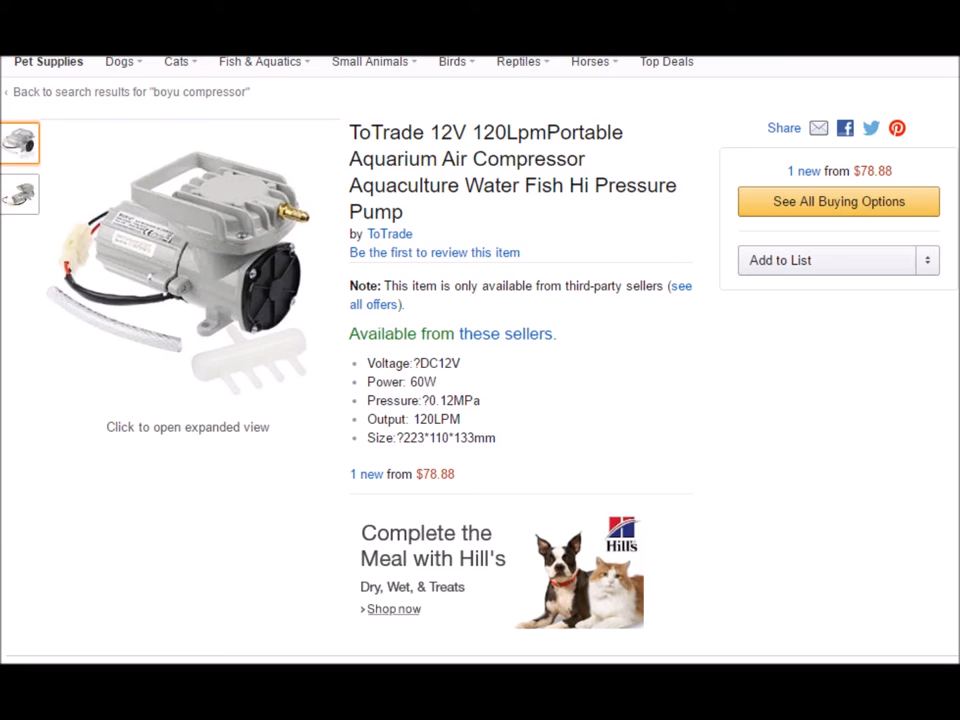 Pet Supplies Dogs Cats Fish & Aquatics Small Animals Birds Reptiles Horses Top Deals
‹ Back to search results for "boyu compressor"
ToTrade 12V 120LpmPortable
Aquarium Air Compressor
Aquaculture Water Fish Hi Pressure
Pump
by ToTrade
Be the first to review this item
Note: This item is only available from third-party sellers (see
all offers).
Available from these sellers.
Voltage:?DC12V
Power: 60W
Pressure:?0.12MPa
Output: 120LPM
Size:?223*110*133mm
1 new from $78.88
Click to open expanded view
Share
1 new from $78.88
See All Buying Options
Add to List
Complete the
Meal with Hill's
Dry, Wet, & Treats
›Shop now
Hill's